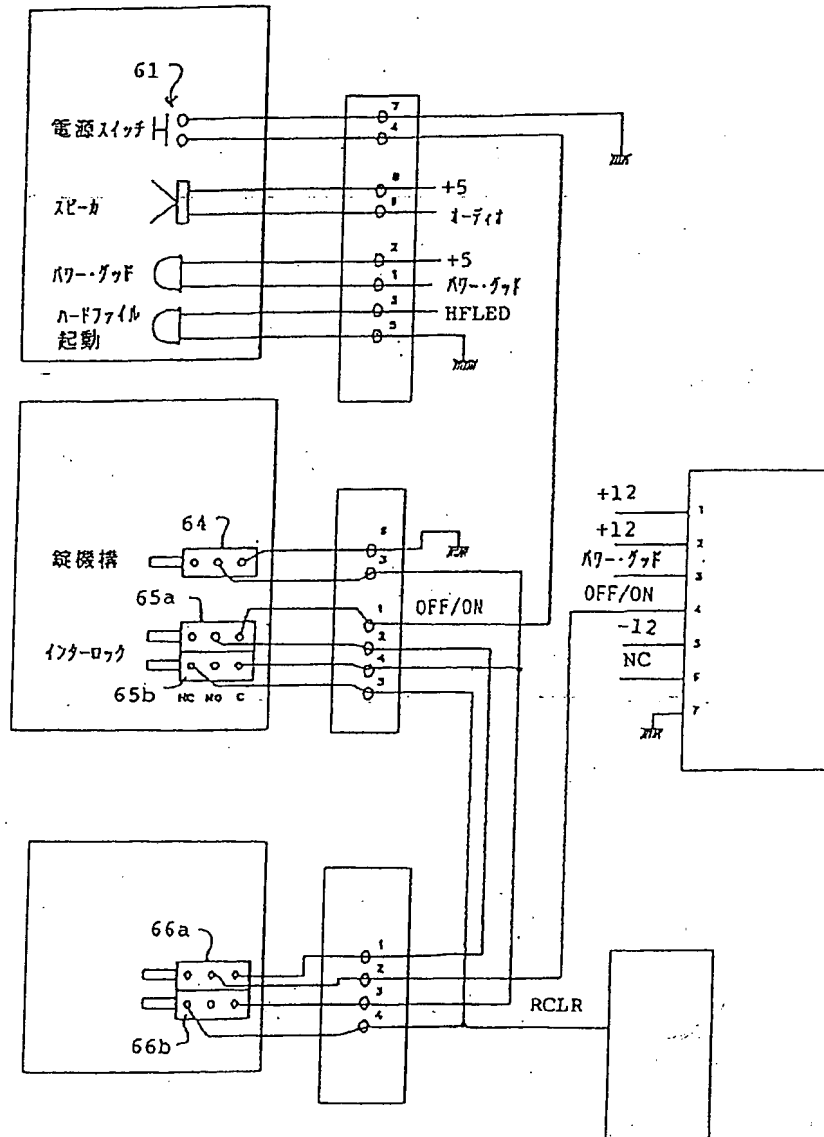 61
電源スイッチ
7
4
スピーカ
8
+5
オーディオ
パワー・グッド
2
+5
1
パワー・グッド
ハードファイル
起動
3
HFLED
5
64
錠機構
3
65a
1
OFF/ON
インターロック
2
4
65b
NC NO C
+12
1
+12
2
パワー・グッド
3
OFF/ON
4
-12
5
NC
6
7
66a
1
2
3
RCLR
4
66b